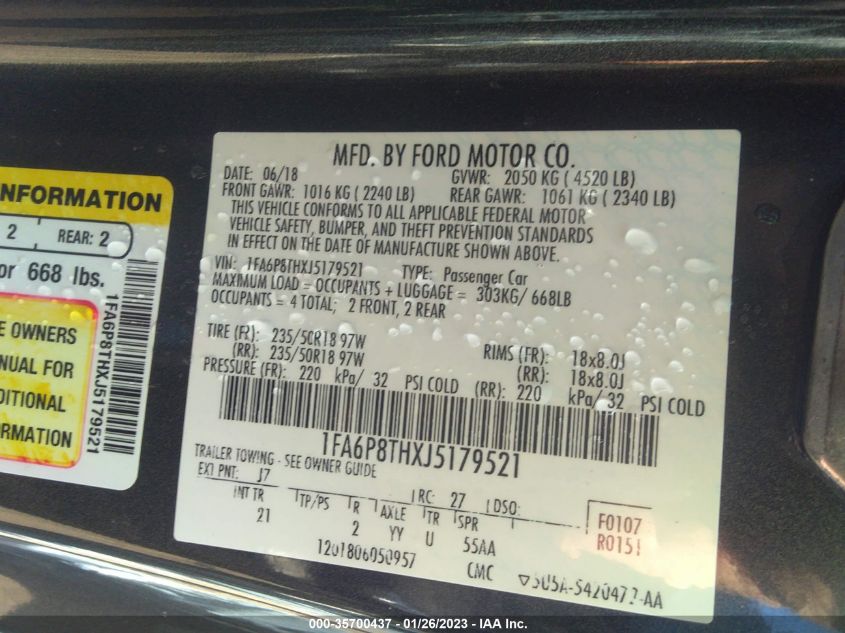 NFORMATION
2
REAR: 2
or 668 lbs.
E OWNERS
NUAL FOR
DITIONAL
RMATION
1FA6P8THXJ5179521
MFD. BY FORD MOTOR CO.
DATE: 06/18 GVWR: 2050 KG ( 4520 LB)
FRONT GAWR: 1016 KG ( 2240 LB) REAR GAWR: 1061 KG ( 2340 LB)
THIS VEHICLE CONFORMS TO ALL APPLICABLE FEDERAL MOTOR
VEHICLE SAFETY, BUMPER, AND THEFT PREVENTION STANDARDS
IN EFFECT ON THE DATE OF MANUFACTURE SHOWN ABOVE.
VIN: 1FA6P8THXJ5179521 TYPE: Passenger Car
MAXIMUM LOAD = OCCUPANTS + LUGGAGE = 303KG/ 668LB
OCCUPANTS = 4 TOTAL; 2 FRONT, 2 REAR
TIRE (FR): 235/50R18 97W RIMS (FR): 18x8.0J
(RR): 235/50R18 97W (RR): 18x8.0J
PRESSURE (FR): 220 kPa/ 32 PSI COLD (RR): 220 kPa/ 32 PSI COLD
1FA6P8THXJ5179521
TRAILER TOWING - SEE OWNER GUIDE
EXT PNT: J7 RC: 27 DSO:
INT TR TP/PS R AXLE TR SPR
21 2 YY U 55AA
F0107
R0151
1201806050957 CMC
000-35700437 - 01/26/2023 - IAA Inc.